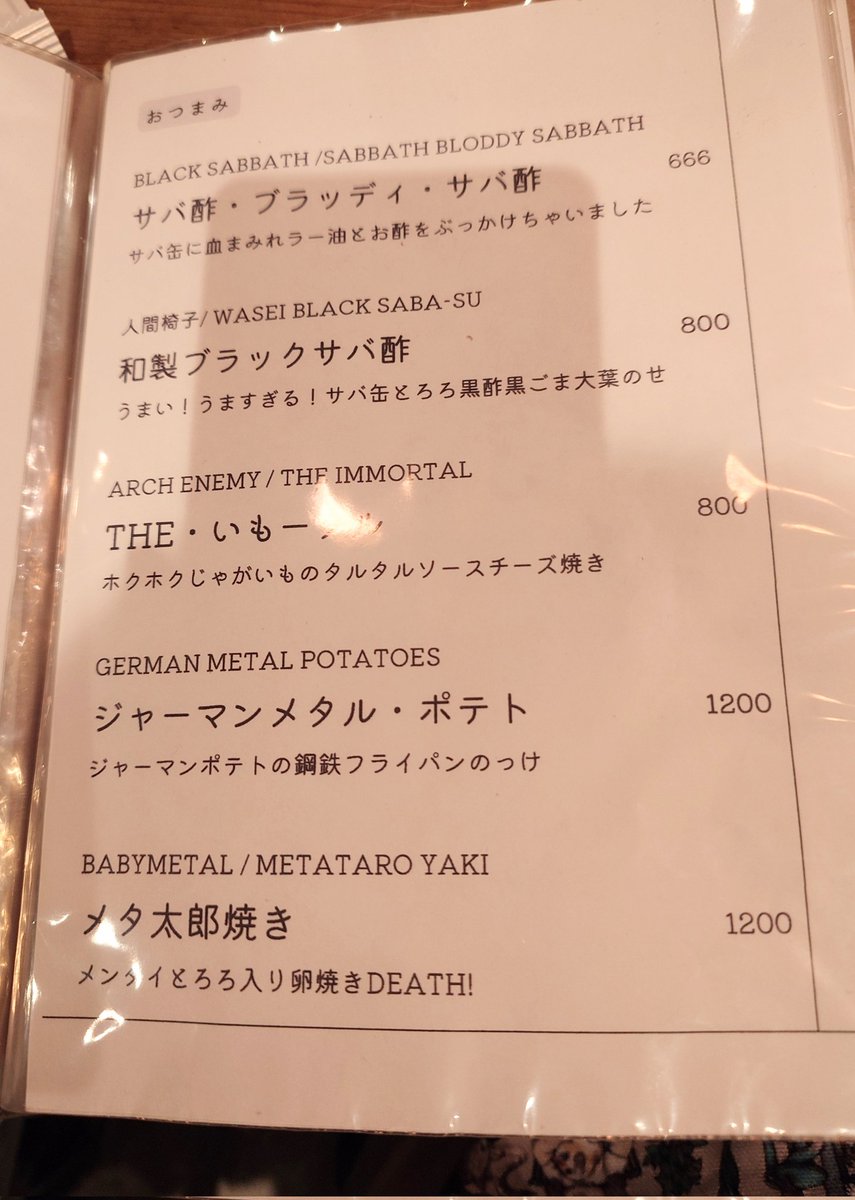 おつまみ
BLACK SABBATH /SABBATH BLODDY SABBATH
サバ酢・ブラッディ・サバ酢 666
サバ缶に血まみれラー油とお酢をぶっかけちゃいました
人間椅子/ WASEI BLACK SABA-SU
和製ブラックサバ酢 800
うまい!うますぎる!サバ缶とろろ黒酢黒ごま大葉のせ
ARCH ENEMY / THE IMMORTAL
THE・いもー 800
ホクホクじゃがいものタルタルソースチーズ焼き
GERMAN METAL POTATOES
ジャーマンメタル・ポテト 1200
ジャーマンポテトの鋼鉄フライパンのっけ
BABYMETAL / METATARO YAKI
メタ太郎焼き 1200
メンタイとろろ入り卵焼きDEATH!